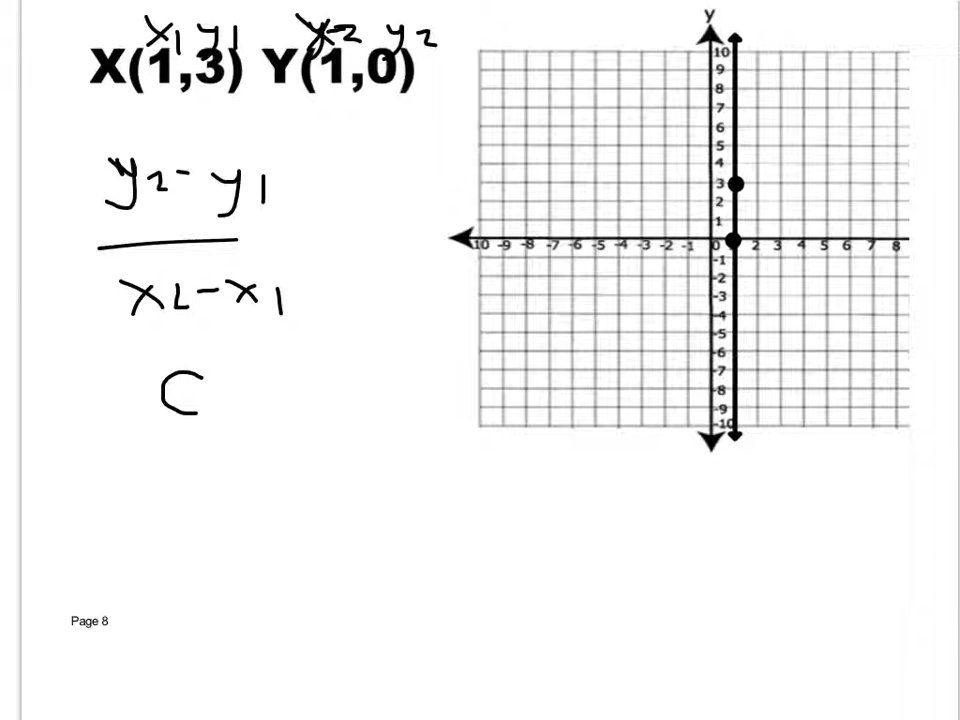 x1 y1 x2 y2
X(1,3) Y(1,0)
y2 - y1
x2 - x1
C
y
10
9
8
7
6
5
4
3
2
1
10 -9 -8 -7 -6 -5 -4 -3 -2 -1 0 2 3 4 5 6 7 8
-1
-2
-3
-4
-5
-6
-7
-8
-9
-10
Page 8